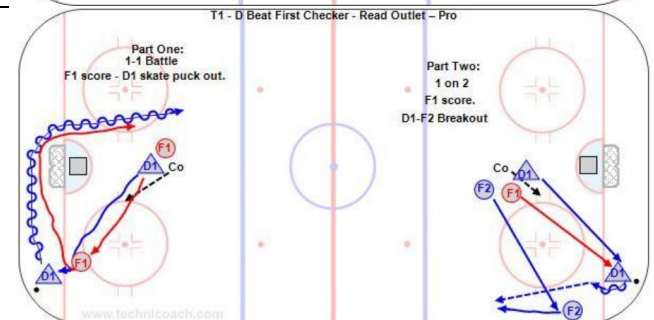 T1 - D Beat First Checker - Read Outlet – Pro
Part One:
1-1 Battle
F1 score - D1 skate puck out.
F1
D1
Co
F1
D1
www.technicoach.com
Part Two:
1 on 2
F1 score.
D1-F2 Breakout
Co
D1
F2
F1
D1
F2